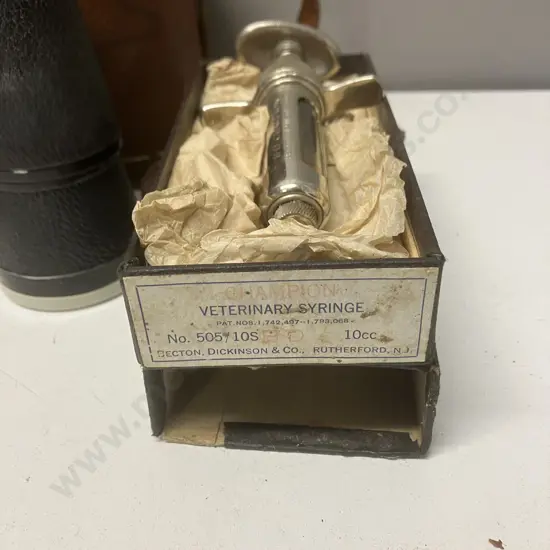 CHAMPION
VETERINARY SYRINGE
PAT. NOS. 1,742,497-1,793,068
No. 505/10S 10cc
BECTON, DICKINSON & CO., RUTHERFORD, N.J.